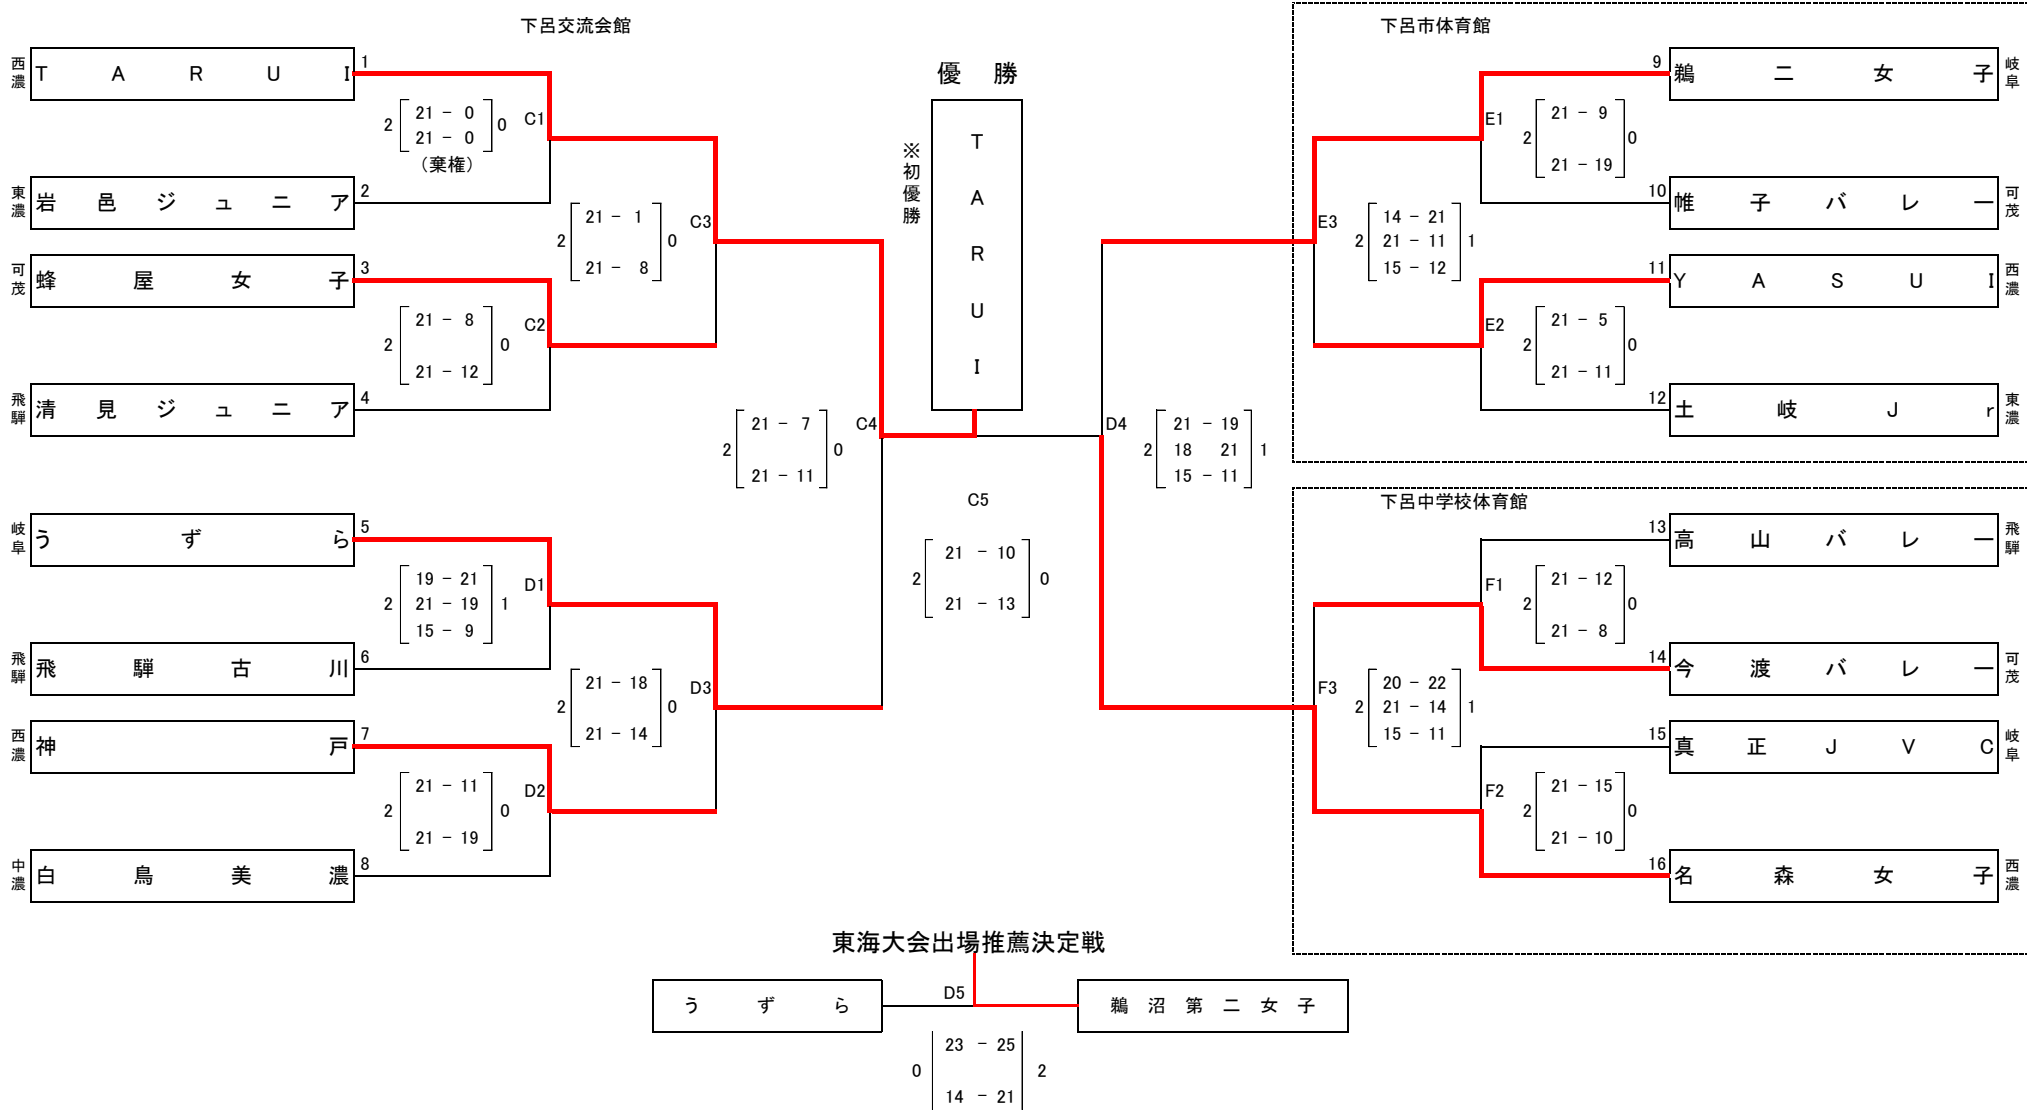 下呂交流会館
下呂市体育館
優 勝
TARUI
※初優勝
西濃 TARUI 1
2 21 - 0 0 C1
21 - 0
(棄権)
東濃 岩邑ジュニア 2
2 21 - 1 0 C3
21 - 8
可茂 蜂屋女子 3
2 21 - 8 0 C2
21 - 12
飛騨 清見ジュニア 4
2 21 - 7 0 C4
21 - 11
岐阜 うずら 5
2 19 - 21 1 D1
21 - 19
15 - 9
飛騨 飛騨古川 6
2 21 - 18 0 D3
21 - 14
西濃 神戸 7
2 21 - 11 0 D2
21 - 19
中濃 白鳥美濃 8
C5
2 21 - 10 0
21 - 13
9 鵜二女子 岐阜
E1 2 21 - 9 0
21 - 19
10 帷子バレー 可茂
E3 2 14 - 21 1
21 - 11
15 - 12
11 YASUI 西濃
E2 2 21 - 5 0
21 - 11
12 土岐Jr 東濃
D4 2 21 - 19 1
18 21
15 - 11
下呂中学校体育館
13 高山バレー 飛騨
F1 2 21 - 12 0
21 - 8
14 今渡バレー 可茂
F3 2 20 - 22 1
21 - 14
15 - 11
15 真正JVC 岐阜
F2 2 21 - 15 0
21 - 10
16 名森女子 西濃
東海大会出場推薦決定戦
うずら D5 鵜沼第二女子
0 23 - 25 2
14 - 21